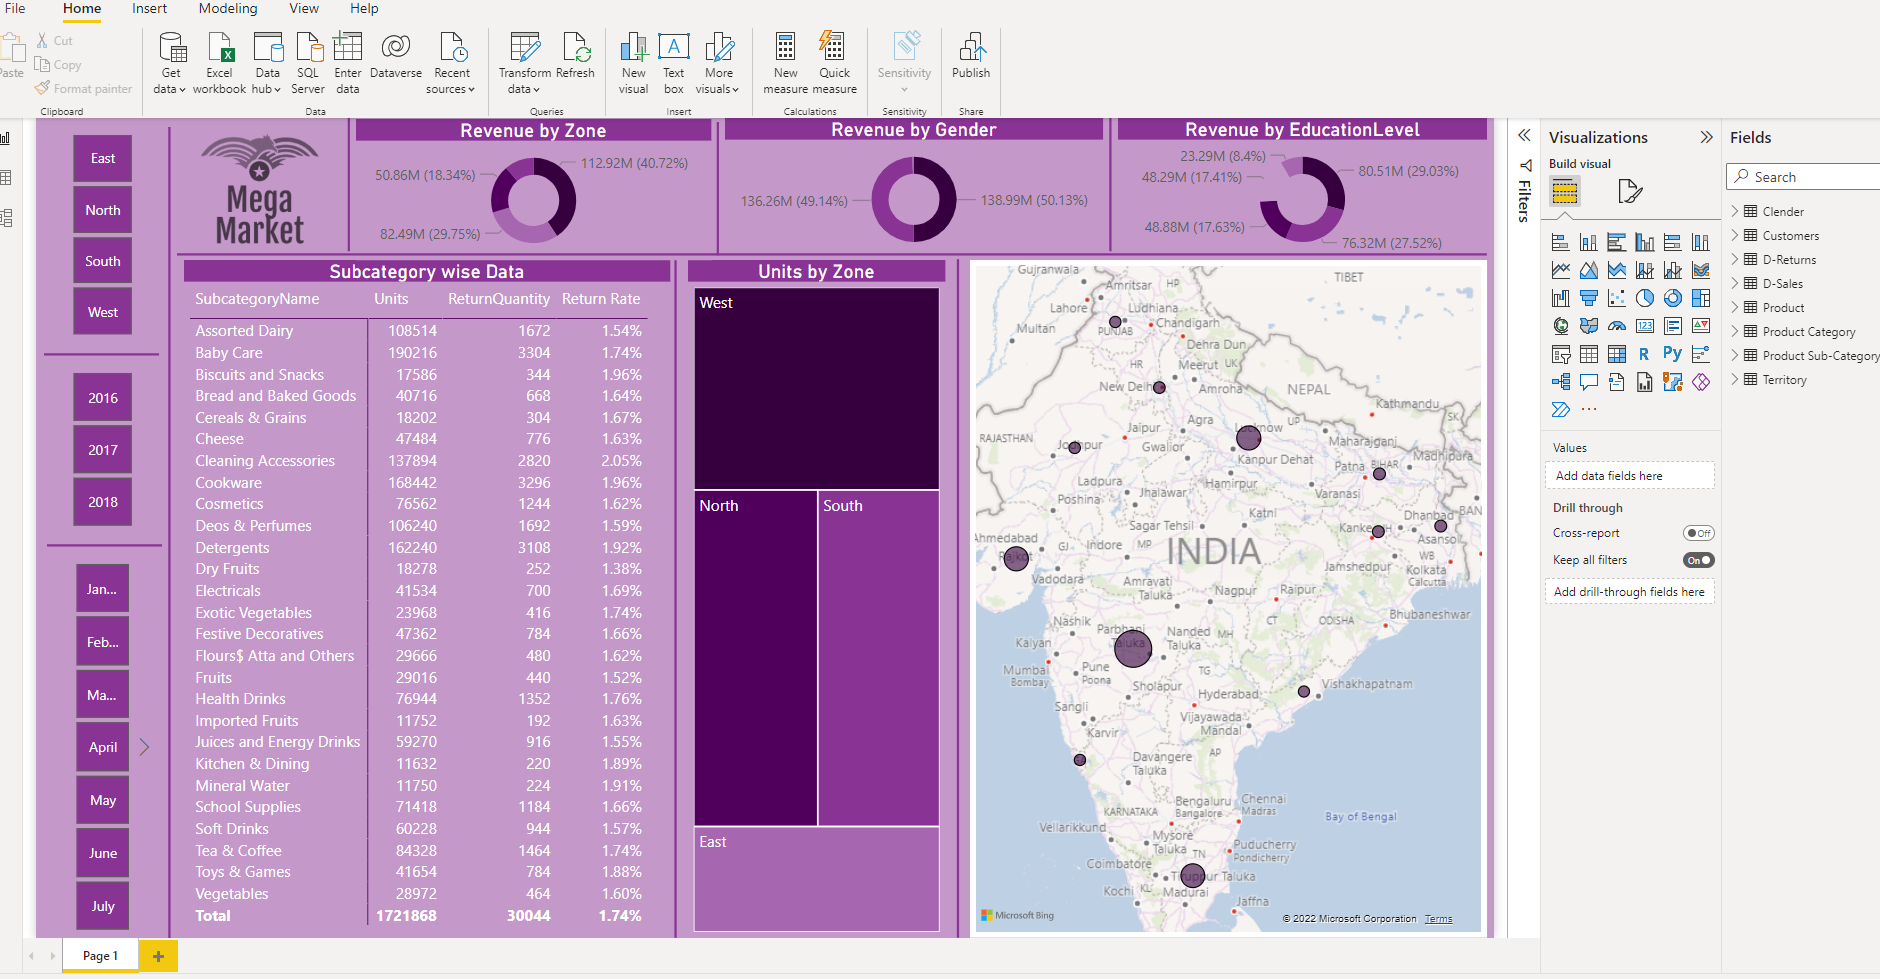 File Home Insert Modeling View Help
Paste
Cut
Copy
Format painter
Clipboard
Get data
Excel workbook
Data hub
SQL Server
Enter data
Dataverse
Recent sources
Data
Transform data
Refresh
Queries
New visual
Text box
More visuals
Insert
New measure
Quick measure
Calculations
Sensitivity
Sensitivity
Publish
Share
East
North
South
West
2016
2017
2018
Jan...
Feb...
Ma...
April
May
June
July
Mega
Market
Revenue by Zone
112.92M (40.72%)
50.86M (18.34%)
82.49M (29.75%)
Revenue by Gender
136.26M (49.14%)
138.99M (50.13%)
Revenue by EducationLevel
23.29M (8.4%)
80.51M (29.03%)
48.29M (17.41%)
48.88M (17.63%)
76.32M (27.52%)
Subcategory wise Data
SubcategoryName Units ReturnQuantity Return Rate
Assorted Dairy 108514 1672 1.54%
Baby Care 190216 3304 1.74%
Biscuits and Snacks 17586 344 1.96%
Bread and Baked Goods 40716 668 1.64%
Cereals & Grains 18202 304 1.67%
Cheese 47484 776 1.63%
Cleaning Accessories 137894 2820 2.05%
Cookware 168442 3296 1.96%
Cosmetics 76562 1244 1.62%
Deos & Perfumes 106240 1692 1.59%
Detergents 162240 3108 1.92%
Dry Fruits 18278 252 1.38%
Electricals 41534 700 1.69%
Exotic Vegetables 23968 416 1.74%
Festive Decoratives 47362 784 1.66%
Flours$ Atta and Others 29666 480 1.62%
Fruits 29016 440 1.52%
Health Drinks 76944 1352 1.76%
Imported Fruits 11752 192 1.63%
Juices and Energy Drinks 59270 916 1.55%
Kitchen & Dining 11632 220 1.89%
Mineral Water 11750 224 1.91%
School Supplies 71418 1184 1.66%
Soft Drinks 60228 944 1.57%
Tea & Coffee 84328 1464 1.74%
Toys & Games 41654 784 1.88%
Vegetables 28972 464 1.60%
Total 1721868 30044 1.74%
Units by Zone
West
North
South
East
Gujranwala
TIBET
Amritsar HP
Lahore
Ludhiana
Multan
PUNJAB
Chandigarh
Dehra Dun
HR
Meerut UK
New Delhi
Amroha
NEPAL
Kathmandu
SK
Agra
Jaipur
Lucknow UP
RAJASTHAN
Jodhpur
Gwalior
Maharajganj
Kanpur Dehat
Patna BIHAR
Madhipura
Ladpura
Hamirpur
Poshina
Jhalawar
Varanasi
Sagar Tehsil
Katni
Dhanbad
BAN
Kanke
JH
Asansol
Ahmedabad
GJ
Indore
MP
INDIA
WB
Rajkot
Vadodara
Amravati
Taluka
Jamshedpur
Kolkata
Calcutta
Nagpur
Raipur
Bhubaneshwar
Nashik
CT
ODISHA
Parbhani
Taluka
Nanded MH
Taluka
Kalyan
Mumbai
Bombay
Pune
Poona
TG
Sholapur
Hyderabad
Vishakhapatnam
Sangli
Vijayawada
Mandal
Karvir
Davangere
Taluka
AP
KARNATAKA
Bengaluru
Bangalore
Chennai
Madras
Bay of Bengal
Vellarikkund
Mysore
Taluka
TN
Puducherry
Pondicherry
Coimbatore
Tiruppur Taluka
Kochi
KL
Madurai
Jaffna
Microsoft Bing
© 2022 Microsoft Corporation Terms
Filters
Visualizations
Build visual
123
R
Py
...
Values
Add data fields here
Drill through
Cross-report
Off
Keep all filters
On
Add drill-through fields here
Fields
Search
Clender
Customers
D-Returns
D-Sales
Product
Product Category
Product Sub-Category
Territory
Page 1
+